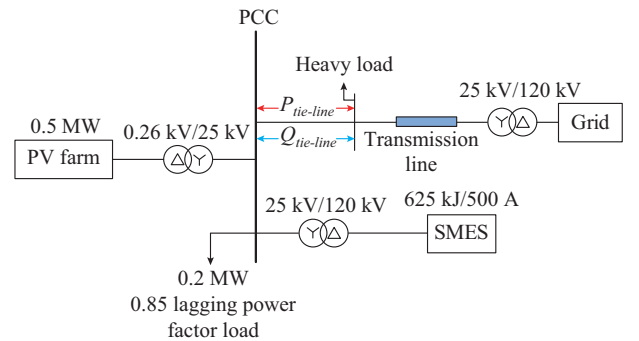 PCC
Heavy load
25 kV/120 kV
P tie-line
0.5 MW
0.26 kV/25 kV
Grid
Q tie-line
Transmission
line
PV farm
25 kV/120 kV
625 kJ/500 A
SMES
0.2 MW
0.85 lagging power
factor load